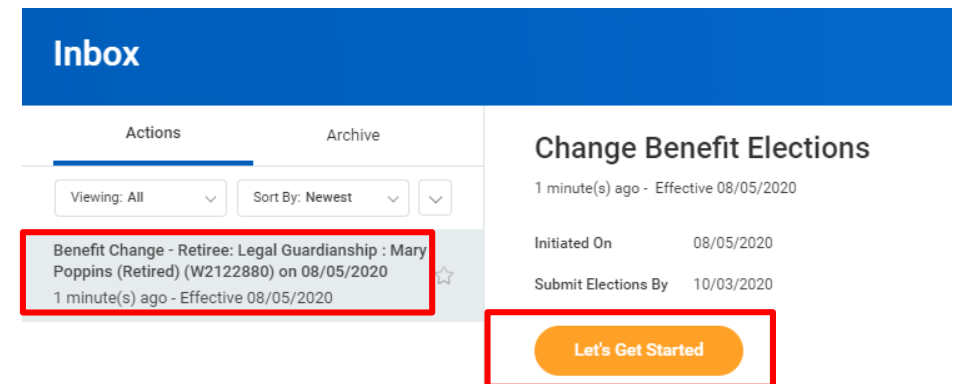 Inbox
Actions
Archive
Viewing: All
Sort By: Newest
Benefit Change - Retiree: Legal Guardianship : Mary
Poppins (Retired) (W2122880) on 08/05/2020
1 minute(s) ago - Effective 08/05/2020
Change Benefit Elections
1 minute(s) ago - Effective 08/05/2020
Initiated On 08/05/2020
Submit Elections By 10/03/2020
Let's Get Started